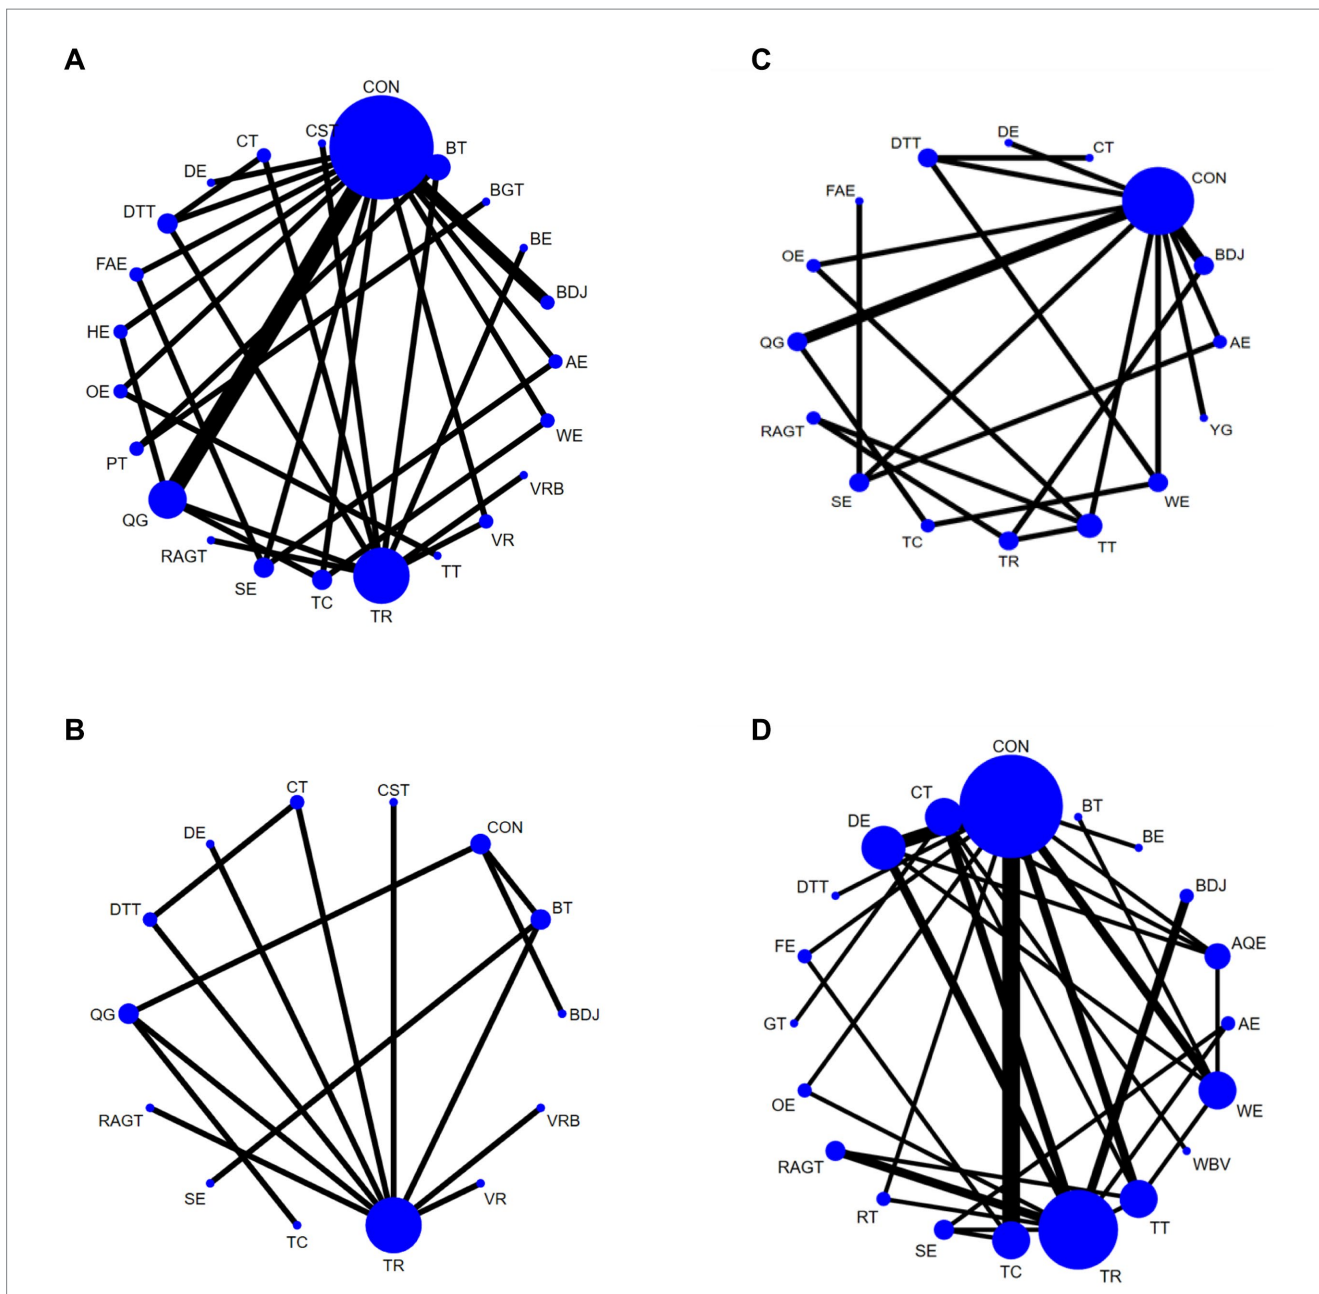 A
CON
CST
CT
BT
DE
BGT
DTT
BE
FAE
BDJ
HE
AE
OE
WE
PT
VRB
QG
VR
RAGT
TT
SE
TC
TR
C
DE
CT
DTT
CON
FAE
BDJ
OE
QG
AE
RAGT
YG
SE
WE
TC
TR
TT
B
CT
CST
DE
CON
DTT
BT
QG
BDJ
RAGT
VRB
SE
VR
TC
TR
D
CON
CT
BT
DE
BE
DTT
BDJ
FE
AQE
GT
AE
OE
WE
RAGT
WBV
RT
TT
SE
TC
TR